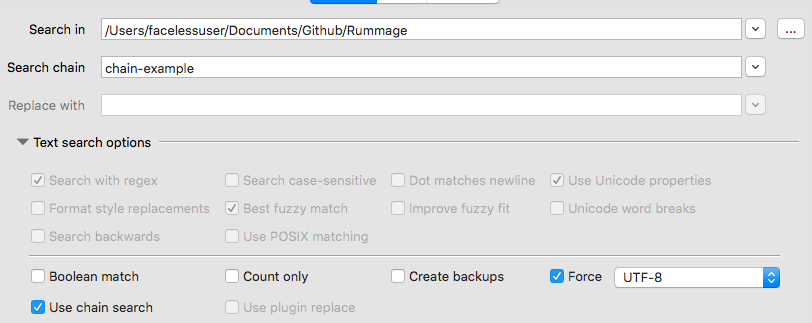 Search in /Users/facelessuser/Documents/Github/Rummage ...
Search chain chain-example
Replace with
Text search options
Search with regex Search case-sensitive Dot matches newline Use Unicode properties
Format style replacements Best fuzzy match Improve fuzzy fit Unicode word breaks
Search backwards Use POSIX matching
Boolean match Count only Create backups Force UTF-8
Use chain search Use plugin replace